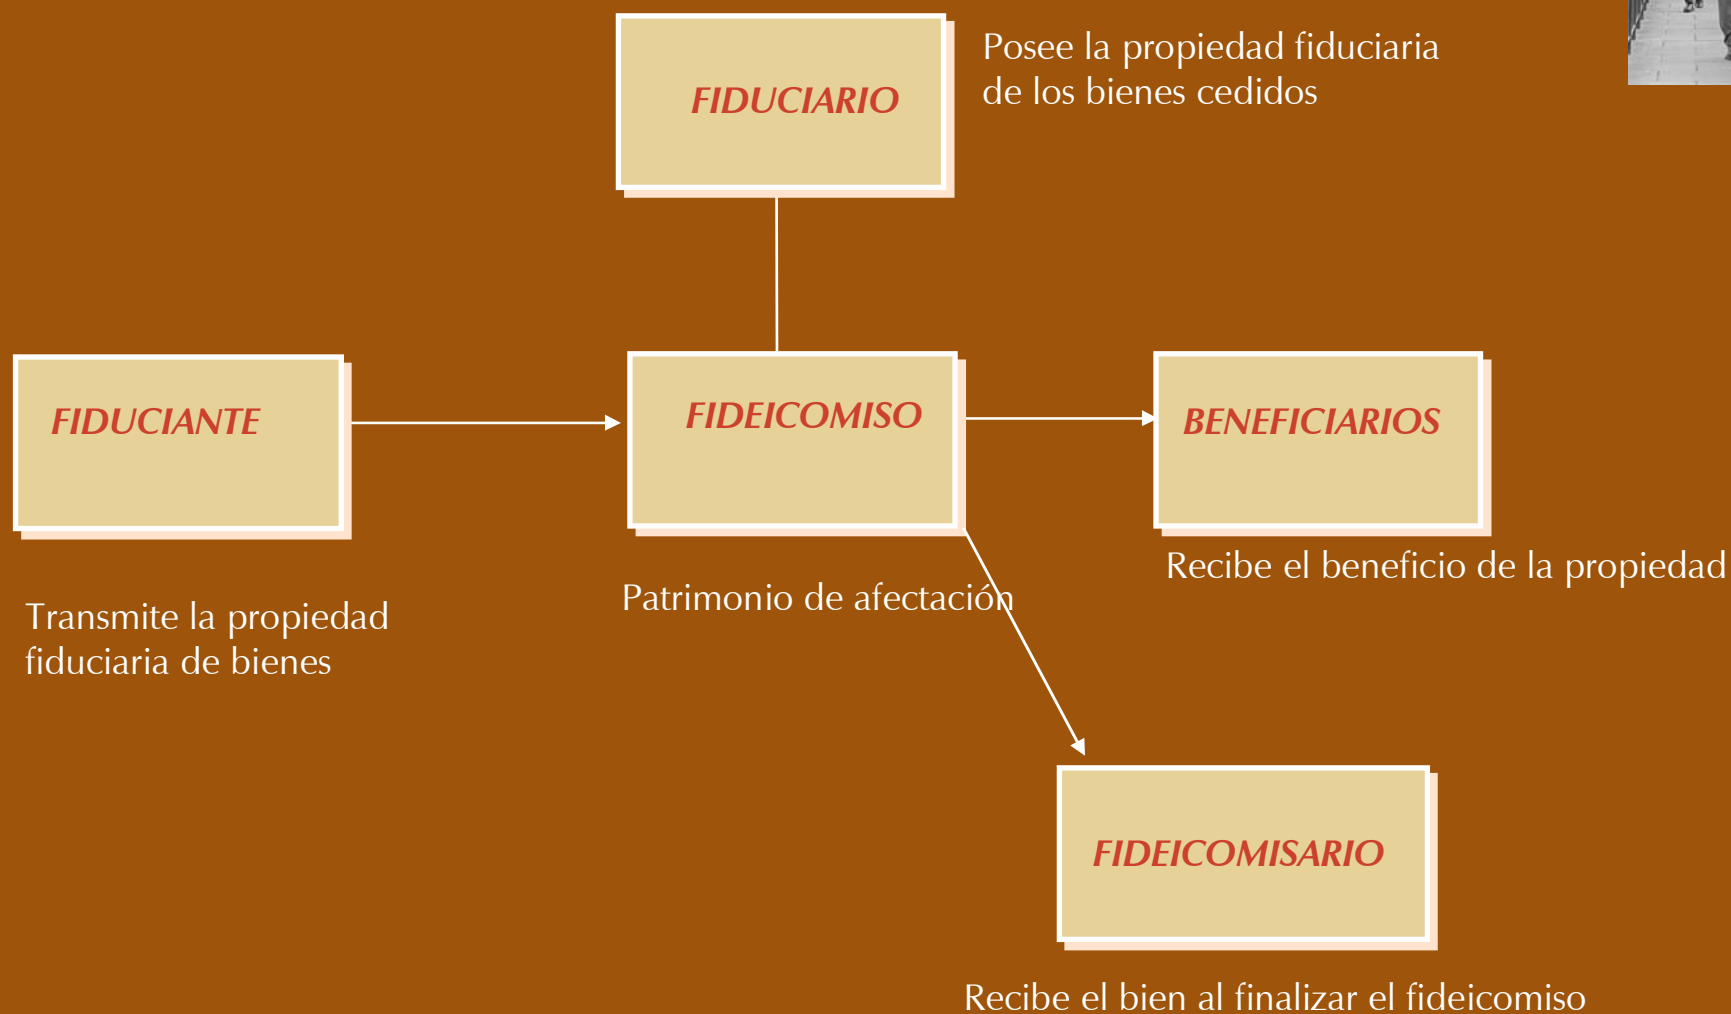 FIDUCIARIO
Posee la propiedad fiduciaria
de los bienes cedidos
FIDUCIANTE
FIDEICOMISO
BENEFICIARIOS
Transmite la propiedad
fiduciaria de bienes
Patrimonio de afectación
Recibe el beneficio de la propiedad
FIDEICOMISARIO
Recibe el bien al finalizar el fideicomiso